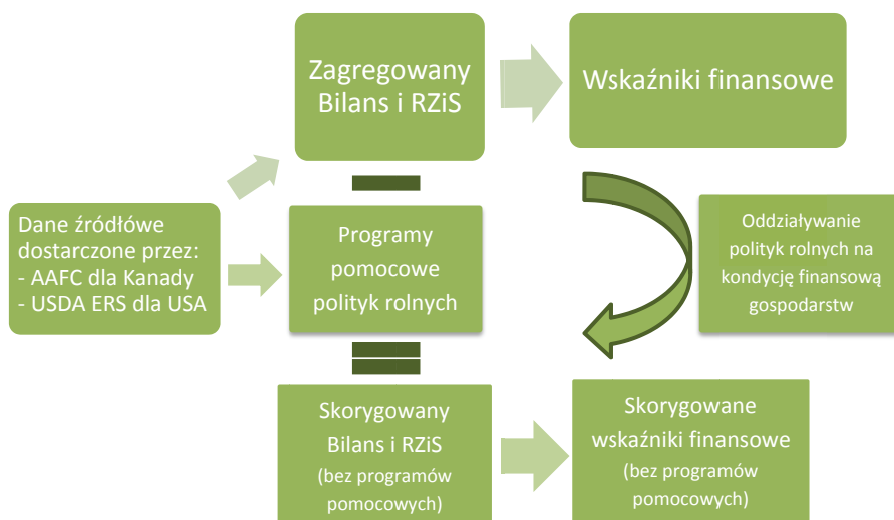 Zagregowany
Bilans i RZiS
Wskaźniki finansowe
Dane źródłówe
dostarczone przez:
- AAFC dla Kanady
- USDA ERS dla USA
Programy
pomocowe
polityk rolnych
Oddziaływanie
polityk rolnych na
kondycję finansową
gospodarstw
Skorygowany
Bilans i RZiS
(bez programów
pomocowych)
Skorygowane
wskaźniki finansowe
(bez programów
pomocowych)